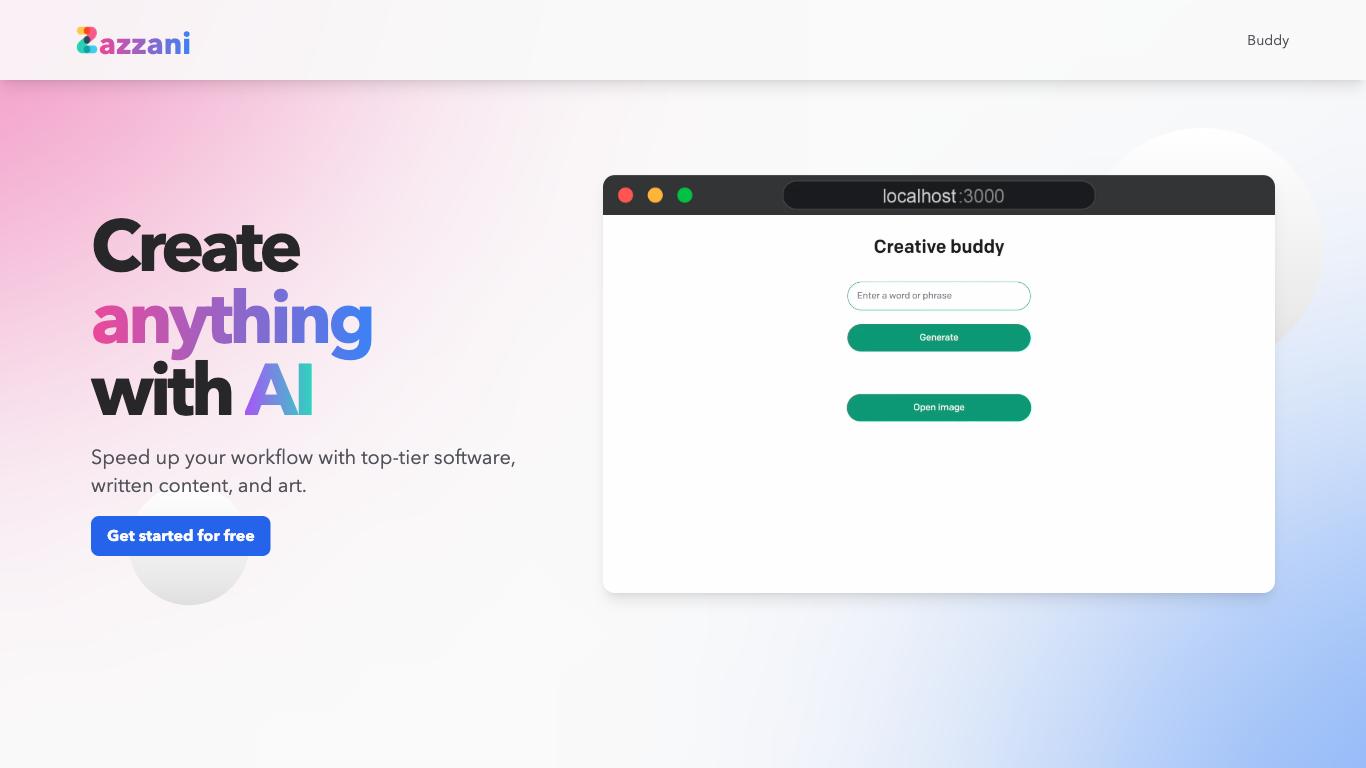 Zazzani
Buddy
Create
anything
with AI
Speed up your workflow with top-tier software,
written content, and art.
Get started for free
localhost:3000
Creative buddy
Enter a word or phrase
Generate
Open image